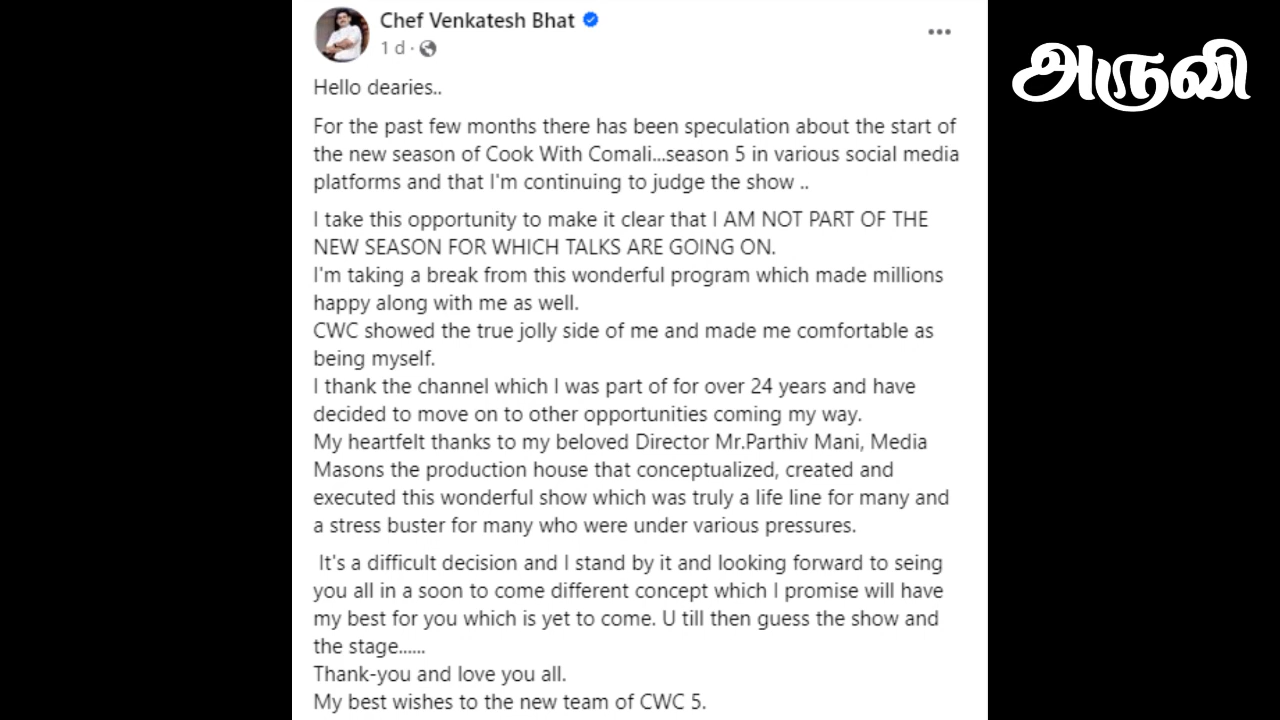 Chef Venkatesh Bhat
1 d ·
Hello dearies..
For the past few months there has been speculation about the start of
the new season of Cook With Comali...season 5 in various social media
platforms and that I'm continuing to judge the show ..
I take this opportunity to make it clear that I AM NOT PART OF THE
NEW SEASON FOR WHICH TALKS ARE GOING ON.
I'm taking a break from this wonderful program which made millions
happy along with me as well.
CWC showed the true jolly side of me and made me comfortable as
being myself.
I thank the channel which I was part of for over 24 years and have
decided to move on to other opportunities coming my way.
My heartfelt thanks to my beloved Director Mr.Parthiv Mani, Media
Masons the production house that conceptualized, created and
executed this wonderful show which was truly a life line for many and
a stress buster for many who were under various pressures.
It's a difficult decision and I stand by it and looking forward to seing
you all in a soon to come different concept which I promise will have
my best for you which is yet to come. U till then guess the show and
the stage......
Thank-you and love you all.
My best wishes to the new team of CWC 5.
அருவி